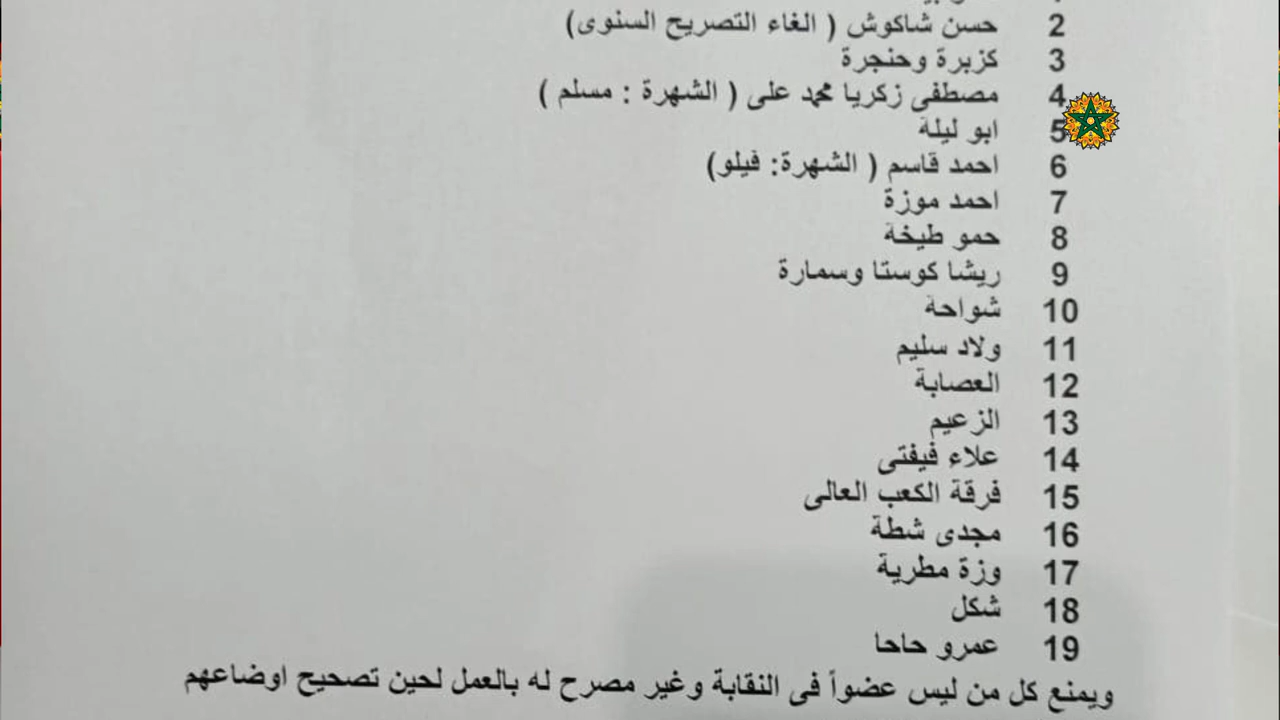 2 حسن شاكوش ( الغاء التصريح السنوى)
3 كزبرة وحنجرة
4 مصطفى زكريا محمد على ( الشهرة : مسلم )
5 ابو ليلة
6 احمد قاسم ( الشهرة: فيلو)
7 احمد موزة
8 حمو طيخة
9 ريشا كوستا وسمارة
10 شواحة
11 ولاد سليم
12 العصابة
13 الزعيم
14 علاء فيفتى
15 فرقة الكعب العالى
16 مجدى شطة
17 وزة مطرية
18 شكل
19 عمرو حاحا
ويمنع كل من ليس عضواً فى النقابة وغير مصرح له بالعمل لحين تصحيح اوضاعهم